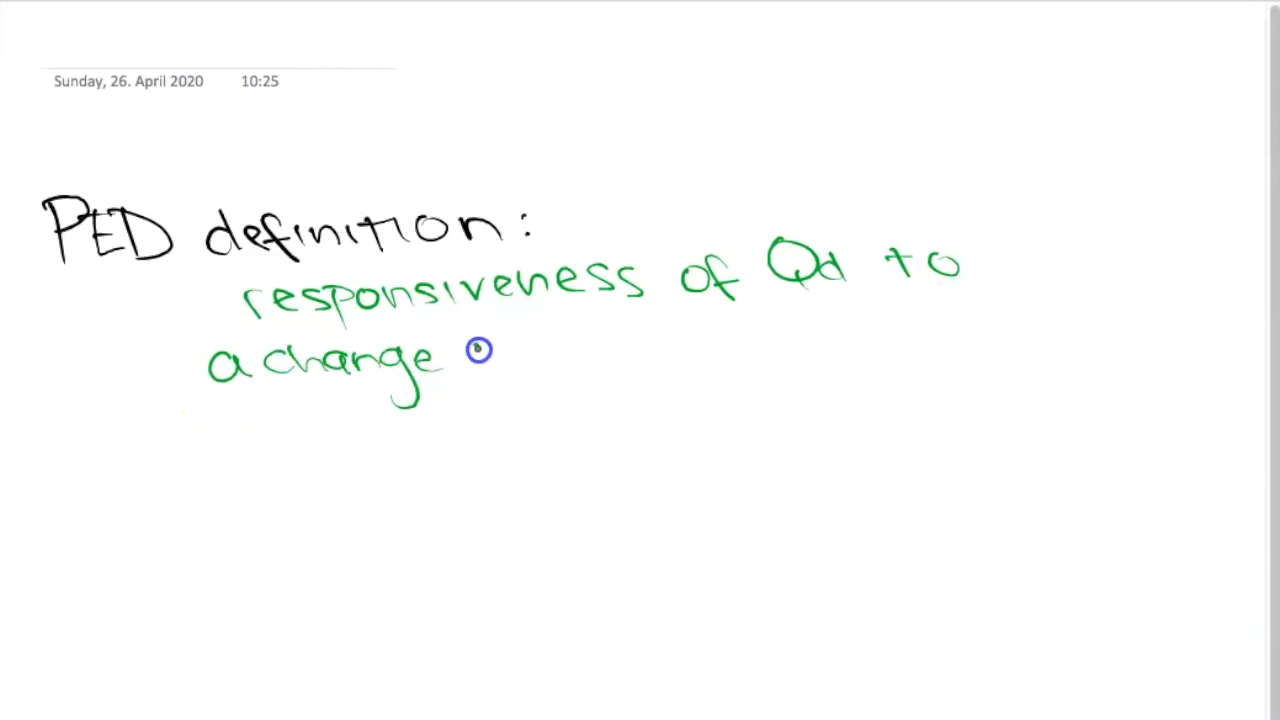 Sunday, 26. April 2020 10:25
PED definition:
responsiveness of Qd to
a change